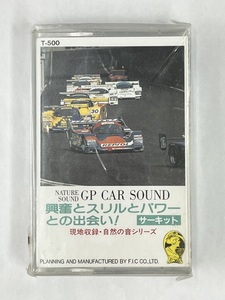 T-500
NATURE SOUND GP CAR SOUND
興奮とスリルとパワー
との出会い! サーキット
現地収録・自然の音シリーズ
PLANNING AND MANUFACTURED BY F.I.C CO.,LTD.